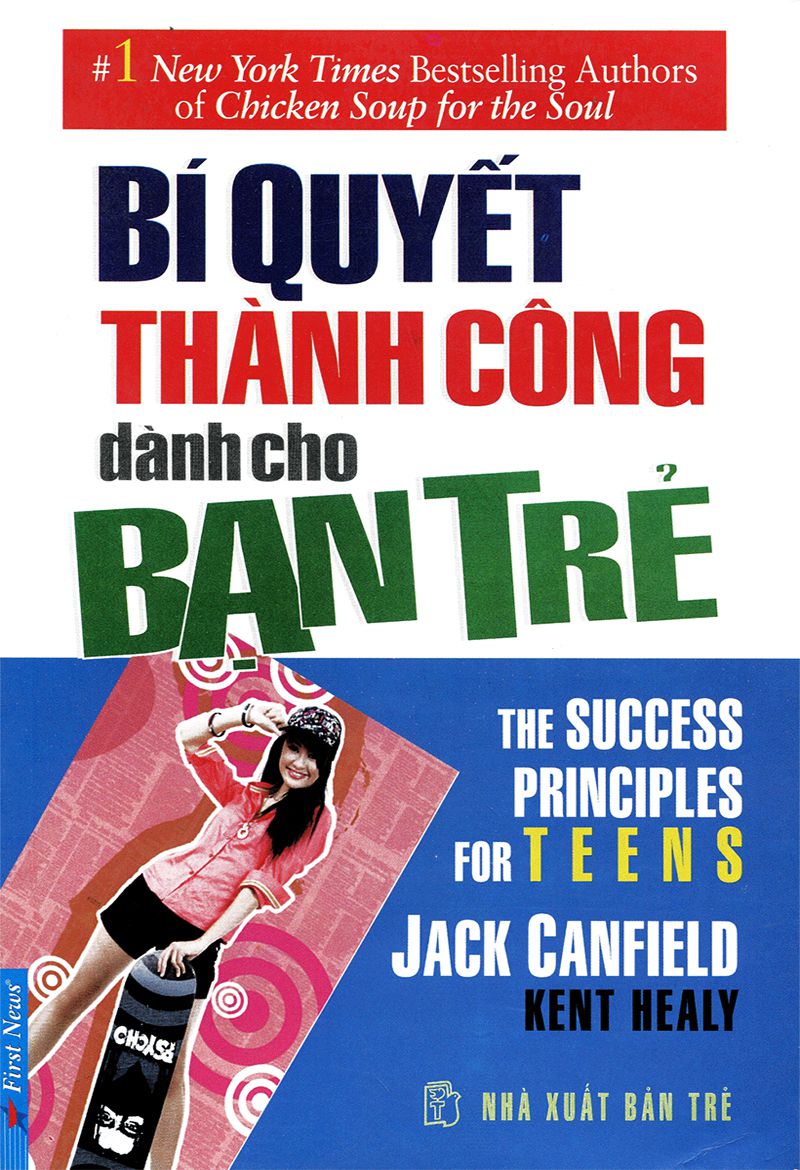 #1 New York Times Bestselling Authors
of Chicken Soup for the Soul
BÍ QUYẾT
THÀNH CÔNG
dành cho
BẠN TRẺ
THE SUCCESS
PRINCIPLES
FOR TEENS
JACK CANFIELD
KENT HEALY
PSYCHO
First News®
NHÀ XUẤT BẢN TRẺ